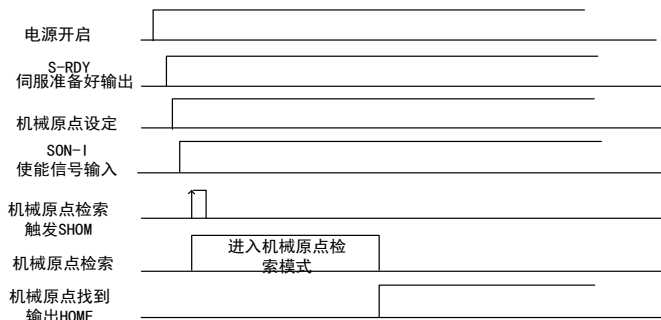 电源开启
S-RDY
伺服准备好输出
机械原点设定
SON-I
使能信号输入
机械原点检索
触发SHOM
机械原点检索
进入机械原点检
索模式
机械原点找到
输出HOME